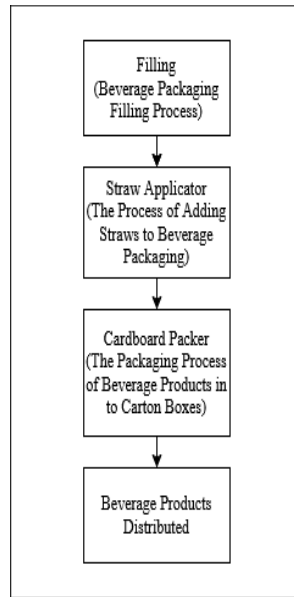 Filling
(Beverage Packaging
Filling Process)
Straw Applicator
(The Process of Adding
Straws to Beverage
Packaging)
Cardboard Packer
(The Packaging Process
of Beverage Products in
to Carton Boxes)
Beverage Products
Distributed